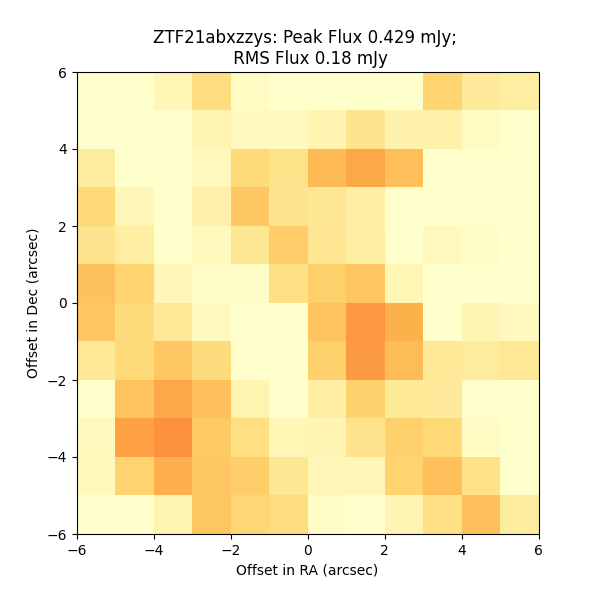 ZTF21abxzzys: Peak Flux 0.429 mJy;
RMS Flux 0.18 mJy
6
4
2
0
−2
−4
−6
Offset in Dec (arcsec)
−6 −4 −2 0 2 4 6
Offset in RA (arcsec)